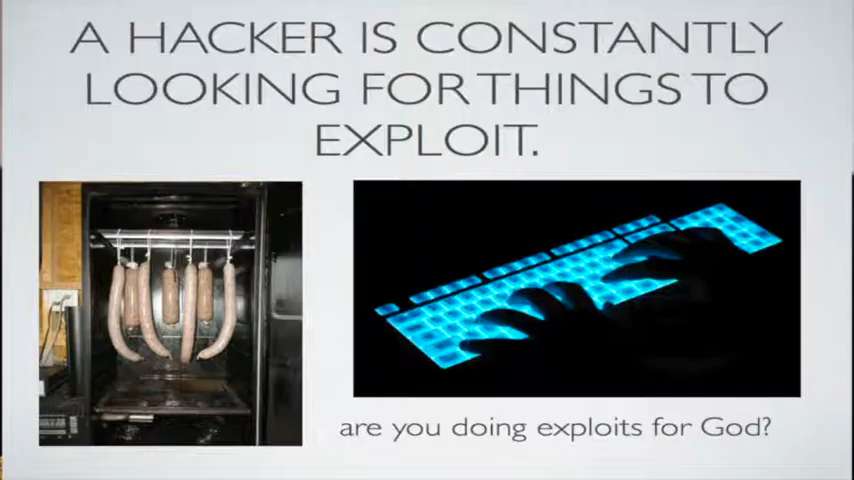 A HACKER IS CONSTANTLY
LOOKING FOR THINGS TO
EXPLOIT.
are you doing exploits for God?